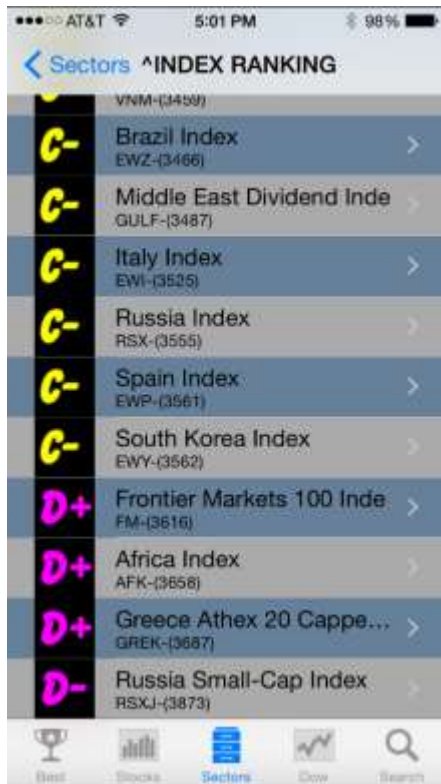 AT&T 5:01 PM 98%
Sectors ^INDEX RANKING
VNM-(3459)
C- Brazil Index
EWZ-(3466)
C- Middle East Dividend Inde
GULF-(3487)
C- Italy Index
EWI-(3525)
C- Russia Index
RSX-(3555)
C- Spain Index
EWP-(3561)
C- South Korea Index
EWY-(3562)
D+ Frontier Markets 100 Inde
FM-(3616)
D+ Africa Index
AFK-(3658)
D+ Greece Athex 20 Cappe...
GREK-(3687)
D- Russia Small-Cap Index
RSXJ-(3873)
Best Stocks Sectors Dow Search